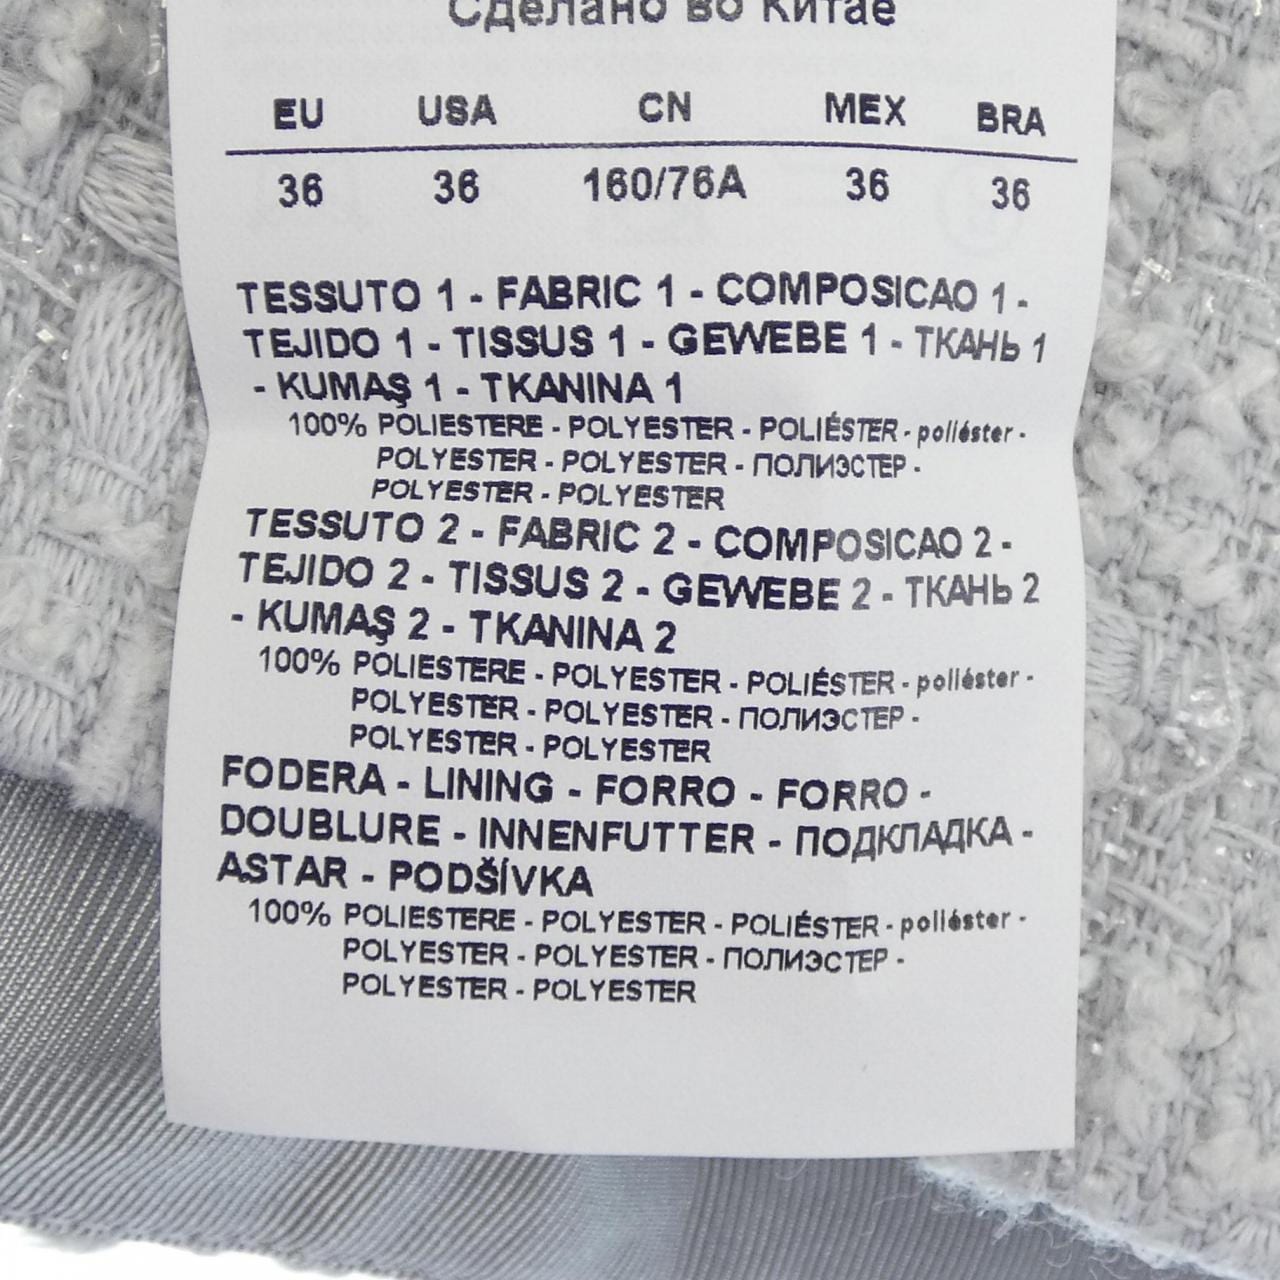 Сделано во Китае
EU USA CN MEX BRA
36 36 160/76A 36 36
TESSUTO 1 - FABRIC 1 - COMPOSICAO 1 -
TEJIDO 1 - TISSUS 1 - GEWEBE 1 - ТКАНЬ 1
- KUMAŞ 1 - TKANINA 1
100% POLIESTERE - POLYESTER - POLIÉSTER - poliéster -
POLYESTER - POLYESTER - ПОЛИЭСТЕР -
POLYESTER - POLYESTER
TESSUTO 2 - FABRIC 2 - COMPOSICAO 2 -
TEJIDO 2 - TISSUS 2 - GEWEBE 2 - ТКАНЬ 2
- KUMAŞ 2 - TKANINA 2
100% POLIESTERE - POLYESTER - POLIÉSTER - poliéster -
POLYESTER - POLYESTER - ПОЛИЭСТЕР -
POLYESTER - POLYESTER
FODERA - LINING - FORRO - FORRO -
DOUBLURE - INNENFUTTER - ПОДКЛАДКА -
ASTAR - PODŠÍVKA
100% POLIESTERE - POLYESTER - POLIÉSTER - poliéster -
POLYESTER - POLYESTER - ПОЛИЭСТЕР -
POLYESTER - POLYESTER